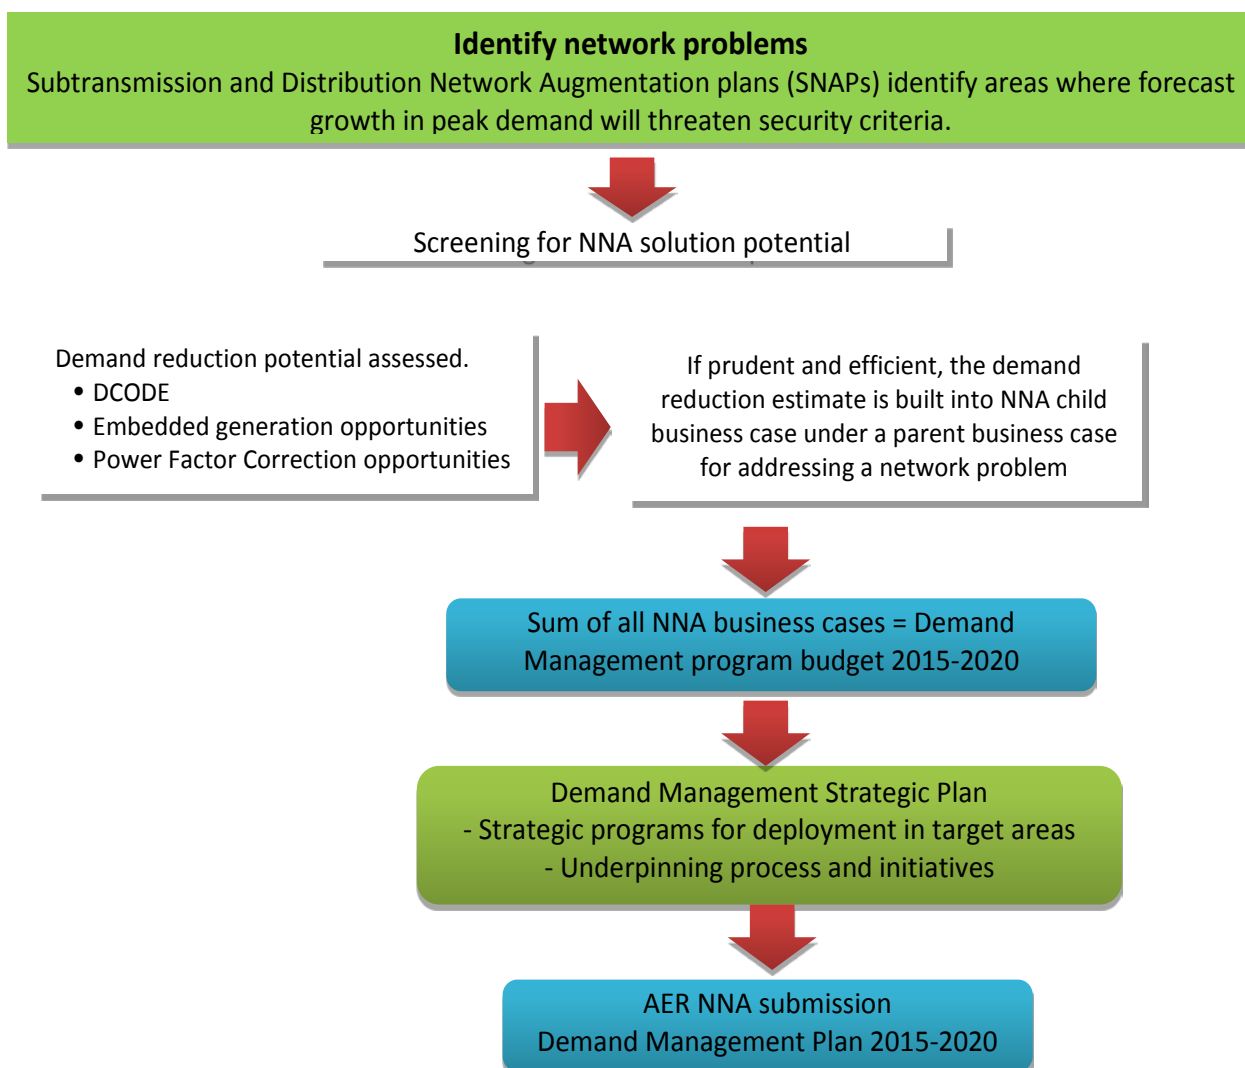 Identify network problems
Subtransmission and Distribution Network Augmentation plans (SNAPs) identify areas where forecast
growth in peak demand will threaten security criteria.
Screening for NNA solution potential
Demand reduction potential assessed.
• DCODE
• Embedded generation opportunities
• Power Factor Correction opportunities
If prudent and efficient, the demand
reduction estimate is built into NNA child
business case under a parent business case
for addressing a network problem
Sum of all NNA business cases = Demand
Management program budget 2015-2020
Demand Management Strategic Plan
- Strategic programs for deployment in target areas
- Underpinning process and initiatives
AER NNA submission
Demand Management Plan 2015-2020